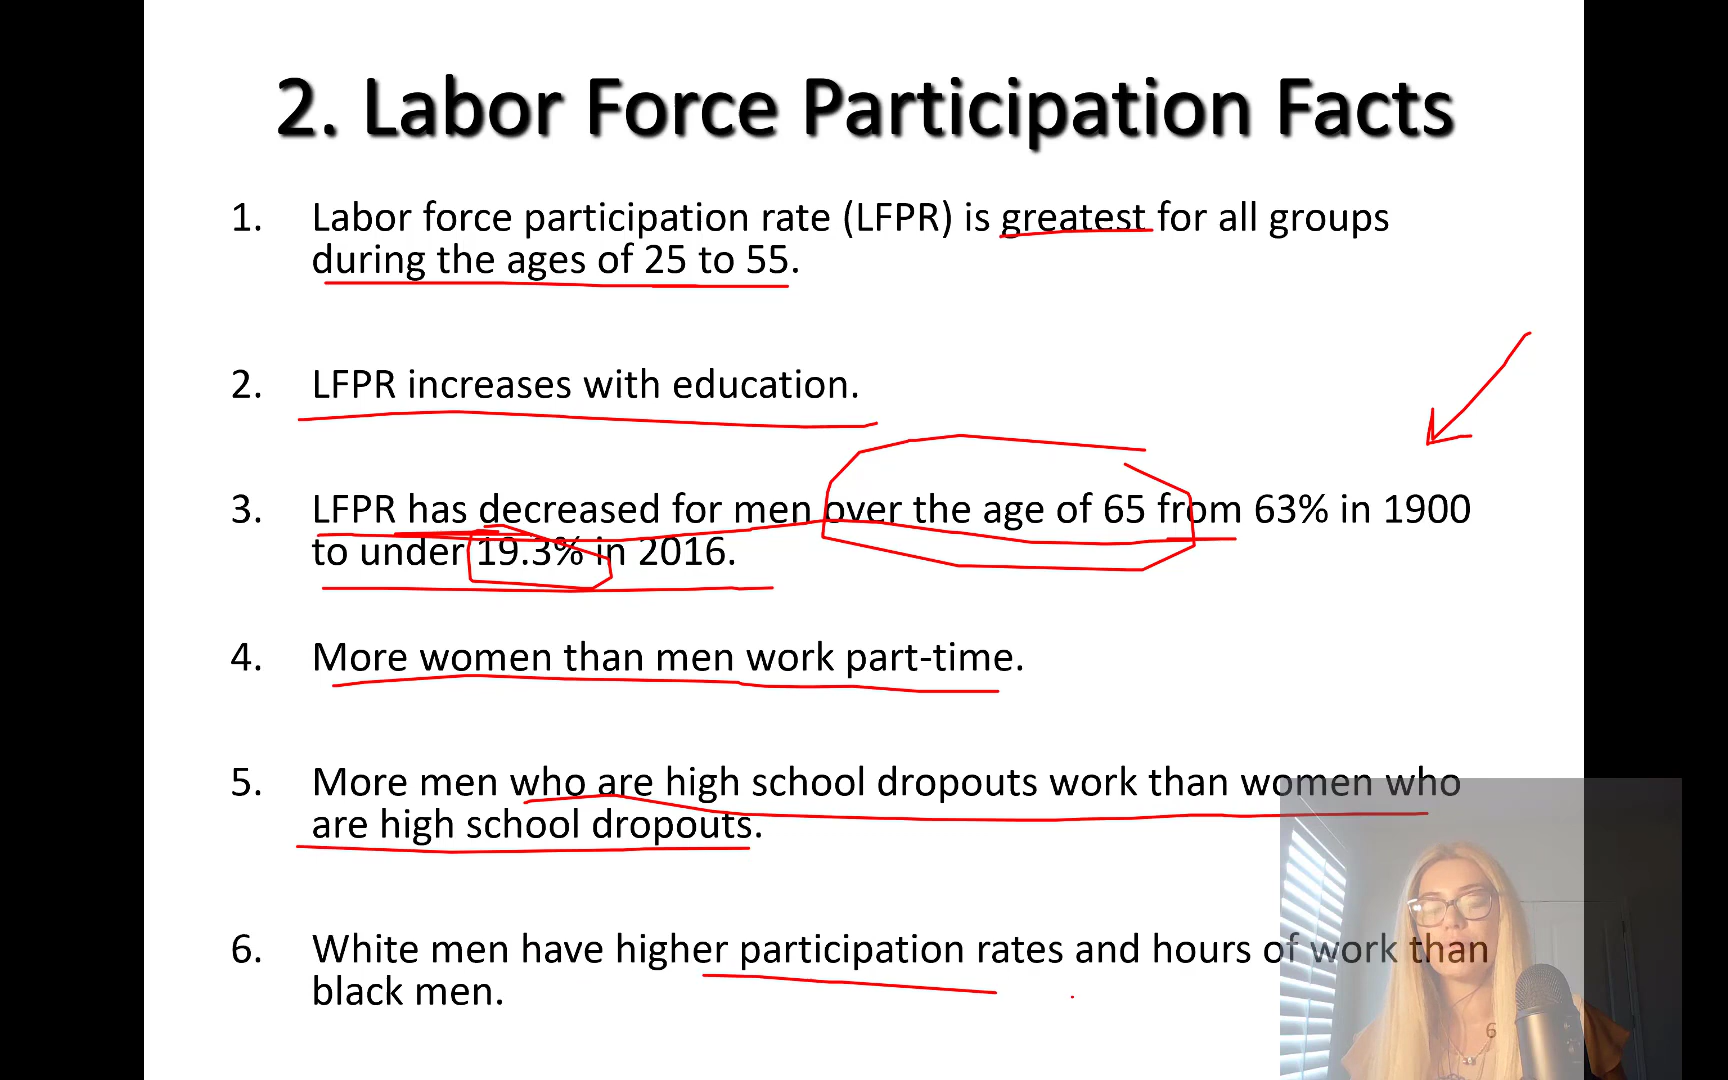 2. Labor Force Participation Facts
1. Labor force participation rate (LFPR) is greatest for all groups
during the ages of 25 to 55.
2. LFPR increases with education.
3. LFPR has decreased for men over the age of 65 from 63% in 1900
to under 19.3% in 2016.
4. More women than men work part-time.
5. More men who are high school dropouts work than women who
are high school dropouts.
6. White men have higher participation rates and hours of work than
black men.
6